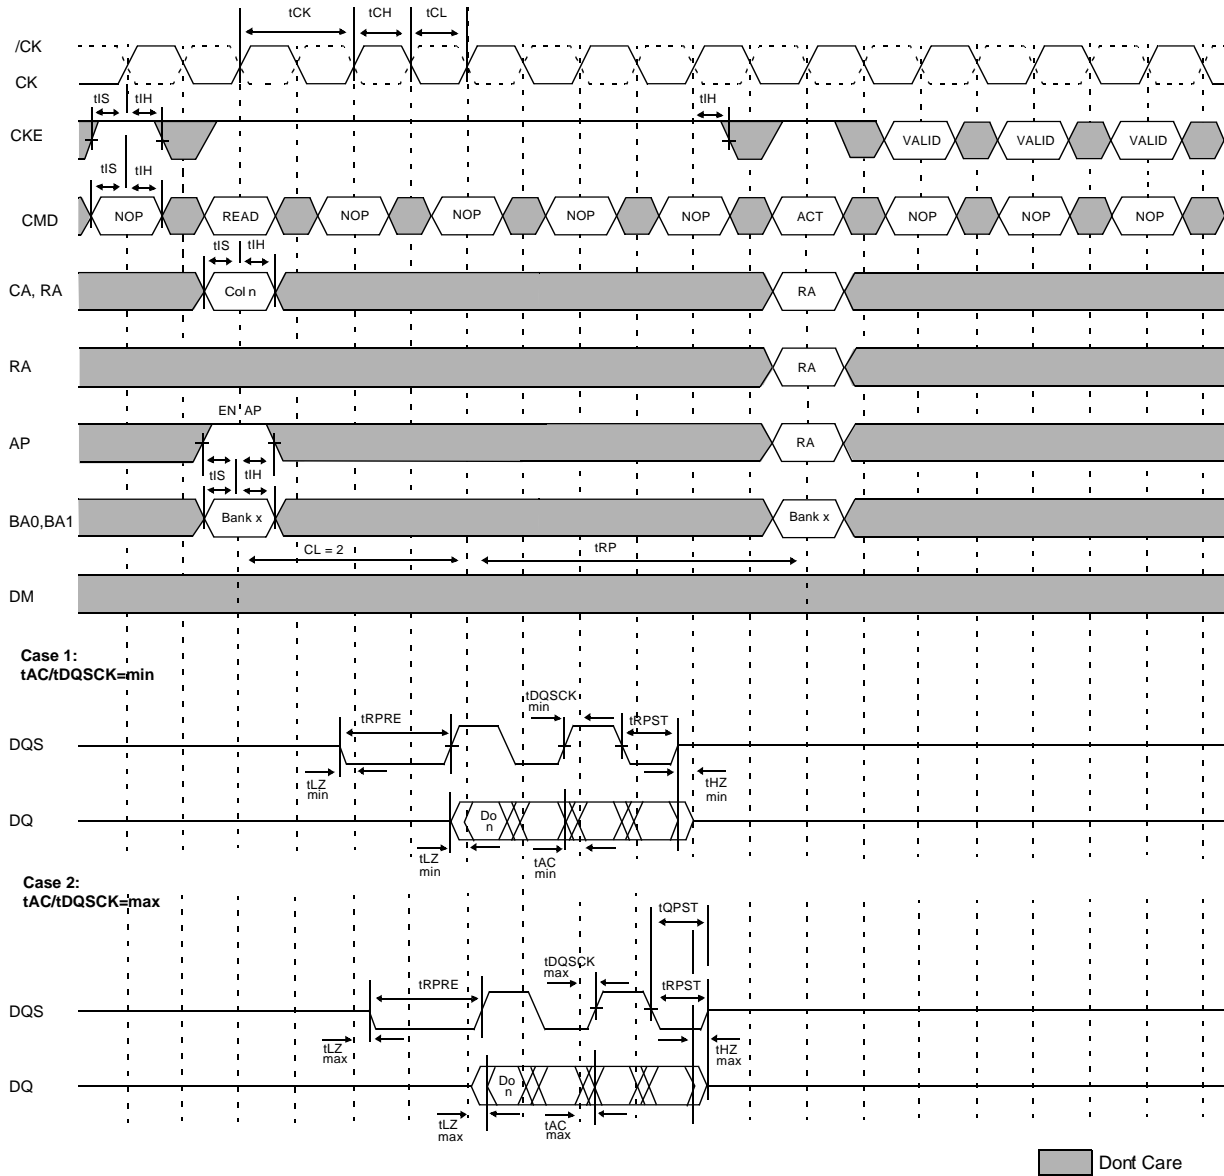 tCK tCH tCL
/CK
CK
tIS tIH tIH
CKE VALID VALID VALID
tIS tIH
CMD NOP READ NOP NOP NOP NOP ACT NOP NOP NOP
tIS tIH
CA, RA Col n RA
RA RA
EN AP
AP RA
tIS tIH
BA0,BA1 Bank x Bank x
CL = 2 tRP
DM
Case 1:
tAC/tDQSCK=min
tDQSCK
min
tRPRE tRPST
DQS
tLZ
min
tHZ
min
DQ Do
n
tLZ
min
tAC
min
Case 2:
tAC/tDQSCK=max
tQPST
tDQSCK
max
tRPRE tRPST
DQS
tLZ
max
tHZ
max
DQ Do
n
tLZ
max
tAC
max
Dont Care